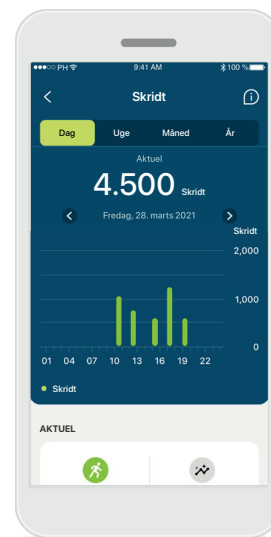 PH 9:41 AM 100 %
Skridt
Dag Uge Måned År
Aktuel
4.500 Skridt
Fredag, 28. marts 2021
Skridt
2,000
1,000
0
01 04 07 10 13 16 19 22
Skridt
AKTUEL